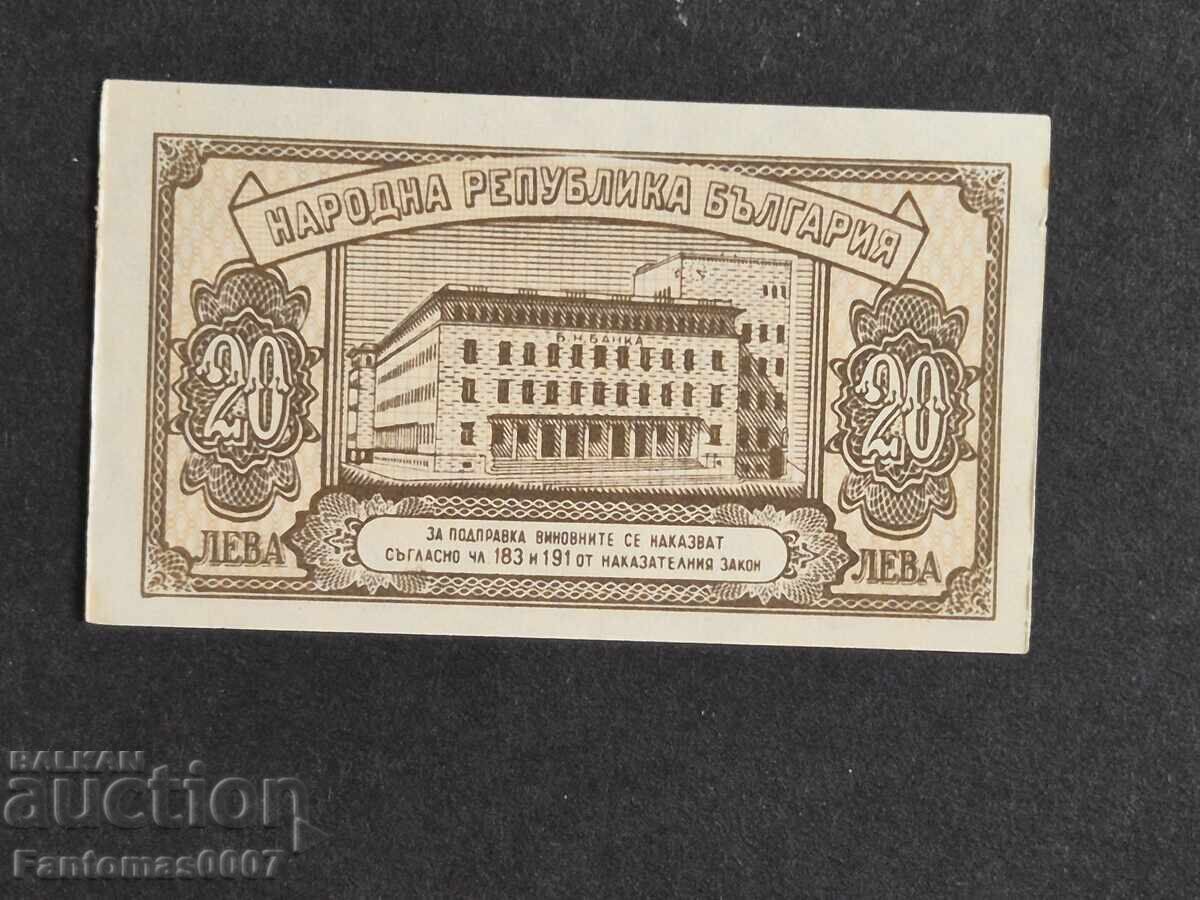 НАРОДНА РЕПУБЛИКА БЪЛГАРИЯ
Б.Н.БАНКА
20
20
ЛЕВА
ЛЕВА
ЗА ПОДПРАВКА ВИНОВНИТЕ СЕ НАКАЗВАТ
СЪГЛАСНО ЧЛ 183 И 191 ОТ НАКАЗАТЕЛНИЯ ЗАКОН
BALKAN
auction
Fantomas0007